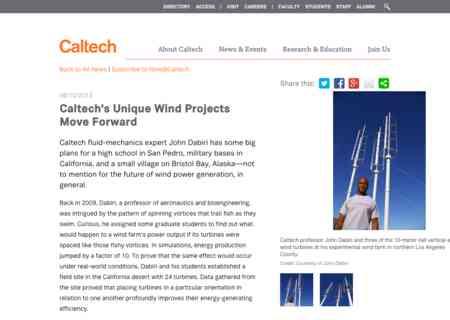 DIRECTORY ACCESS | VISIT CAREERS | FACULTY STUDENTS STAFF ALUMNI
Caltech
About Caltech News & Events Research & Education Join Us
Back to All News | Subscribe to News@Caltech
Share this:
Caltech's Unique Wind Projects
Move Forward
Caltech fluid-mechanics expert John Dabiri has some big
plans for a high school in San Pedro, military bases in
California, and a small village on Bristol Bay, Alaska—not
to mention for the future of wind power generation, in
general.
Back in 2009, Dabiri, a professor of aeronautics and bioengineering,
was intrigued by the pattern of spinning vortices that trail fish as they
swim. Curious, he assigned some graduate students to find out what
would happen to a wind farm's power output if its turbines were
spaced like those fishy vortices. In simulations, energy production
jumped by a factor of 10. To prove that the same effect would occur
under real-world conditions, Dabiri and his students established a
field site in the California desert with 24 turbines. Data gathered from
the site proved that placing turbines in a particular orientation in
relation to one another profoundly improves their energy-generating
efficiency.
Caltech professor John Dabiri and three of the 10-meter-tall vertical-a
wind turbines at his experimental wind farm in northern Los Angeles
County.
Credit: Courtesy of John Dabiri